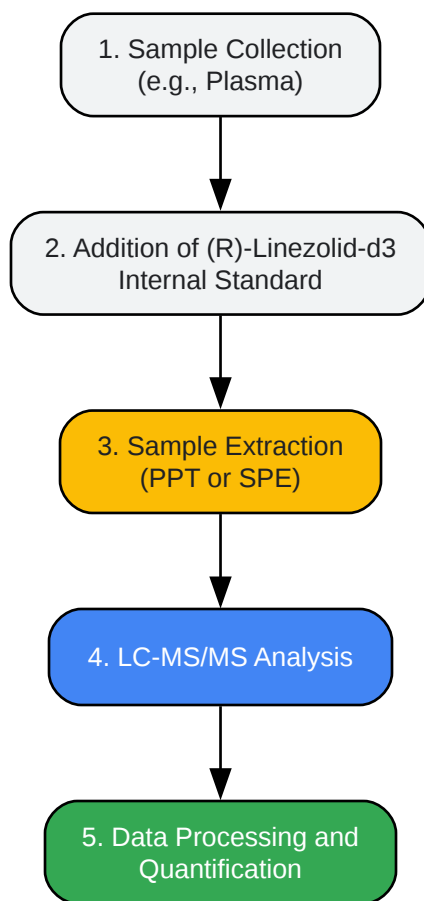 1. Sample Collection
(e.g., Plasma)
2. Addition of (R)-Linezolid-d3
Internal Standard
3. Sample Extraction
(PPT or SPE)
4. LC-MS/MS Analysis
5. Data Processing and
Quantification